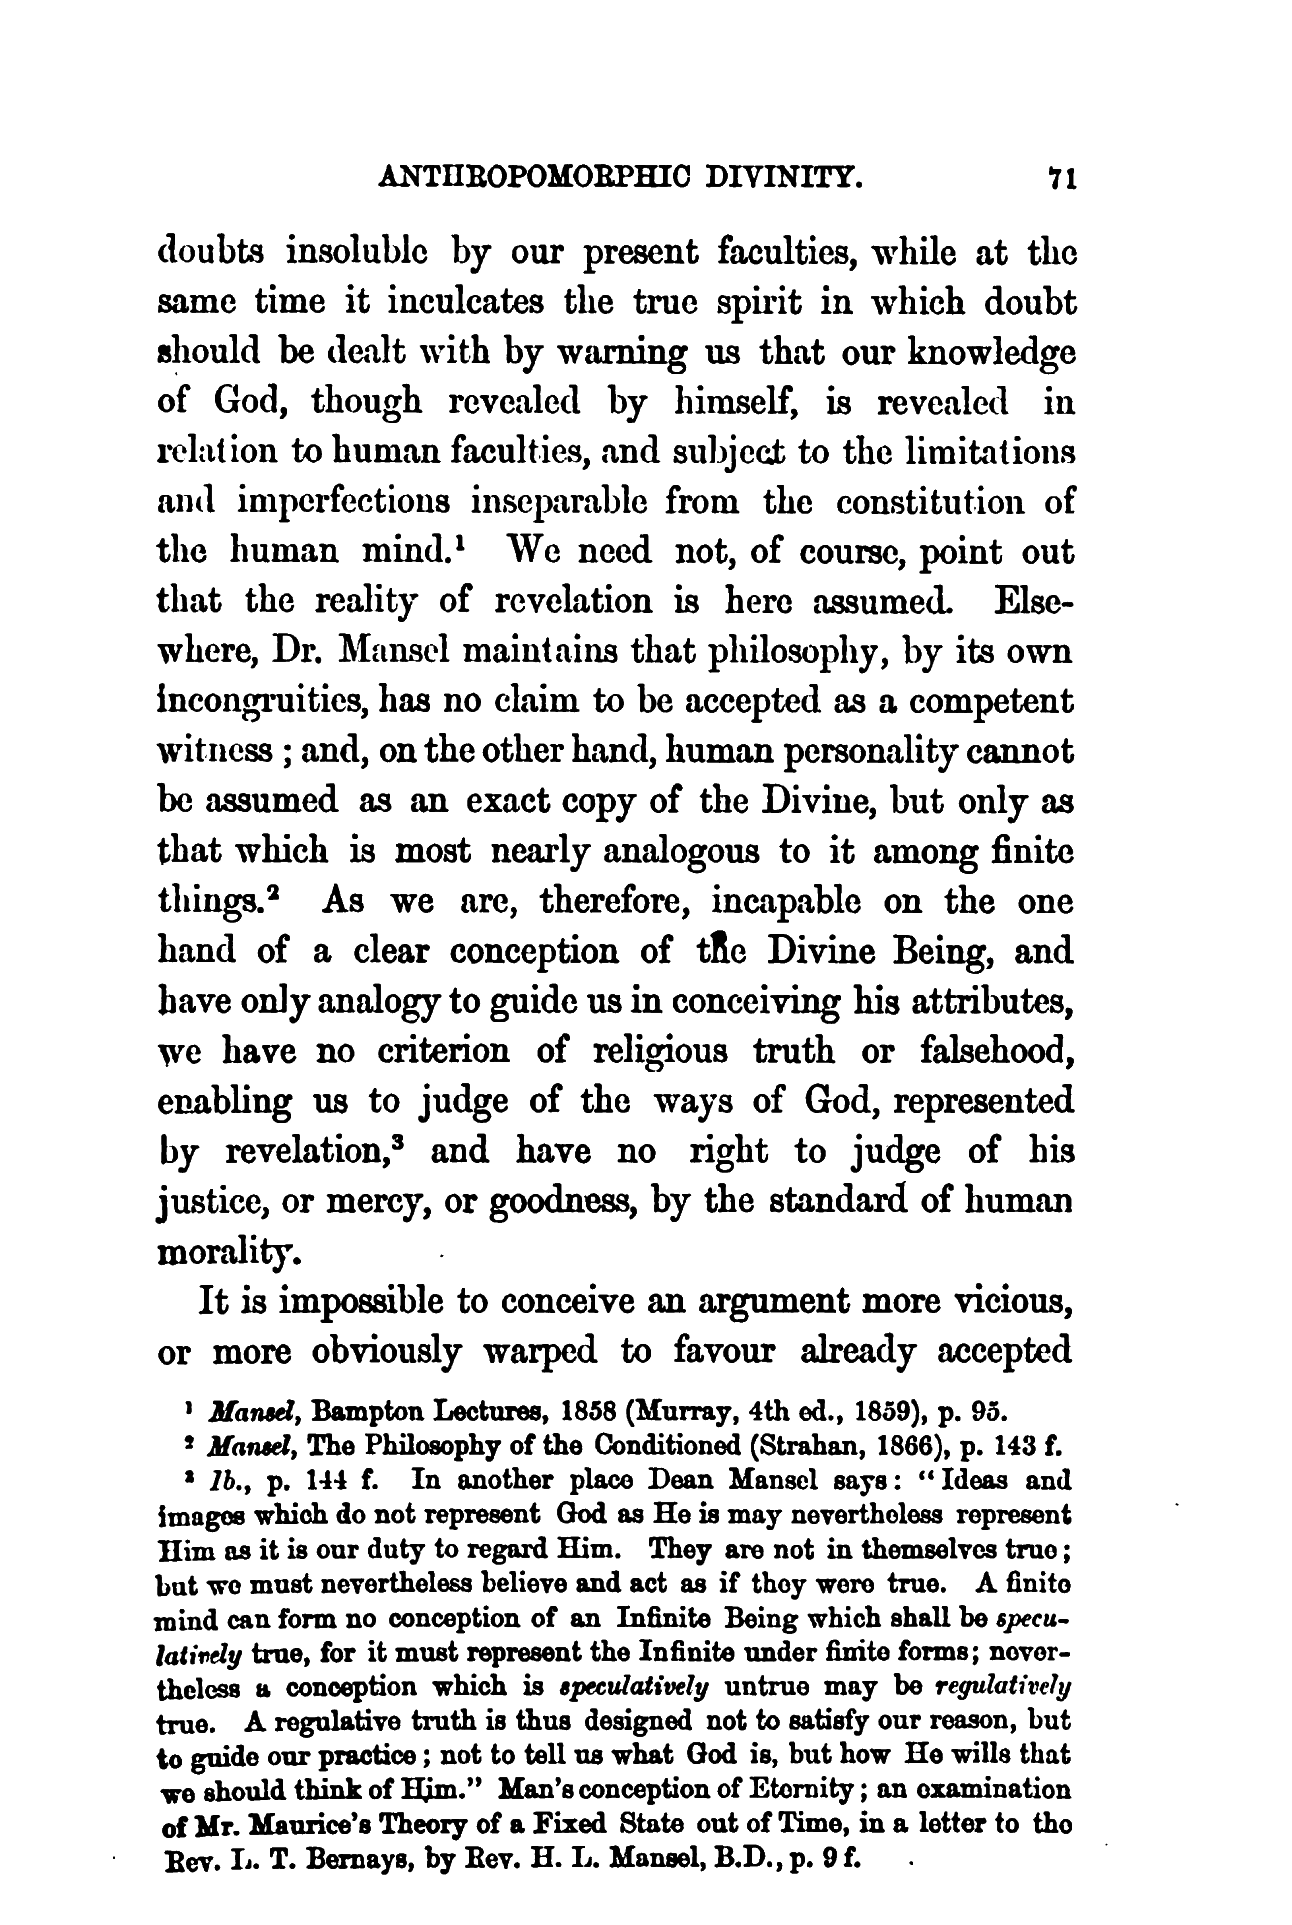 ANTHROPOMORPHIC DIVINITY. 71
doubts insoluble by our present faculties, while at the
same time it inculcates the true spirit in which doubt
should be dealt with by warning us that our knowledge
of God, though revealed by himself, is revealed in
relation to human faculties, and subject to the limitations
and imperfections inseparable from the constitution of
the human mind.¹ We need not, of course, point out
that the reality of revelation is here assumed. Else-
where, Dr. Mansel maintains that philosophy, by its own
incongruities, has no claim to be accepted as a competent
witness ; and, on the other hand, human personality cannot
be assumed as an exact copy of the Divine, but only as
that which is most nearly analogous to it among finite
things.² As we are, therefore, incapable on the one
hand of a clear conception of the Divine Being, and
have only analogy to guide us in conceiving his attributes,
we have no criterion of religious truth or falsehood,
enabling us to judge of the ways of God, represented
by revelation,³ and have no right to judge of his
justice, or mercy, or goodness, by the standard of human
morality.
It is impossible to conceive an argument more vicious,
or more obviously warped to favour already accepted
¹ Mansel, Bampton Lectures, 1858 (Murray, 4th ed., 1859), p. 95.
² Mansel, The Philosophy of the Conditioned (Strahan, 1866), p. 143 f.
³ Ib., p. 144 f. In another place Dean Mansel says: "Ideas and
images which do not represent God as He is may nevertheless represent
Him as it is our duty to regard Him. They are not in themselves true;
but we must nevertheless believe and act as if they were true. A finite
mind can form no conception of an Infinite Being which shall be specu-
latively true, for it must represent the Infinite under finite forms; never-
theless a conception which is speculatively untrue may be regulatively
true. A regulative truth is thus designed not to satisfy our reason, but
to guide our practice; not to tell us what God is, but how He wills that
we should think of Him." Man's conception of Eternity; an examination
of Mr. Maurice's Theory of a Fixed State out of Time, in a letter to the
Rev. L. T. Bernays, by Rev. H. L. Mansel, B.D., p. 9 f.